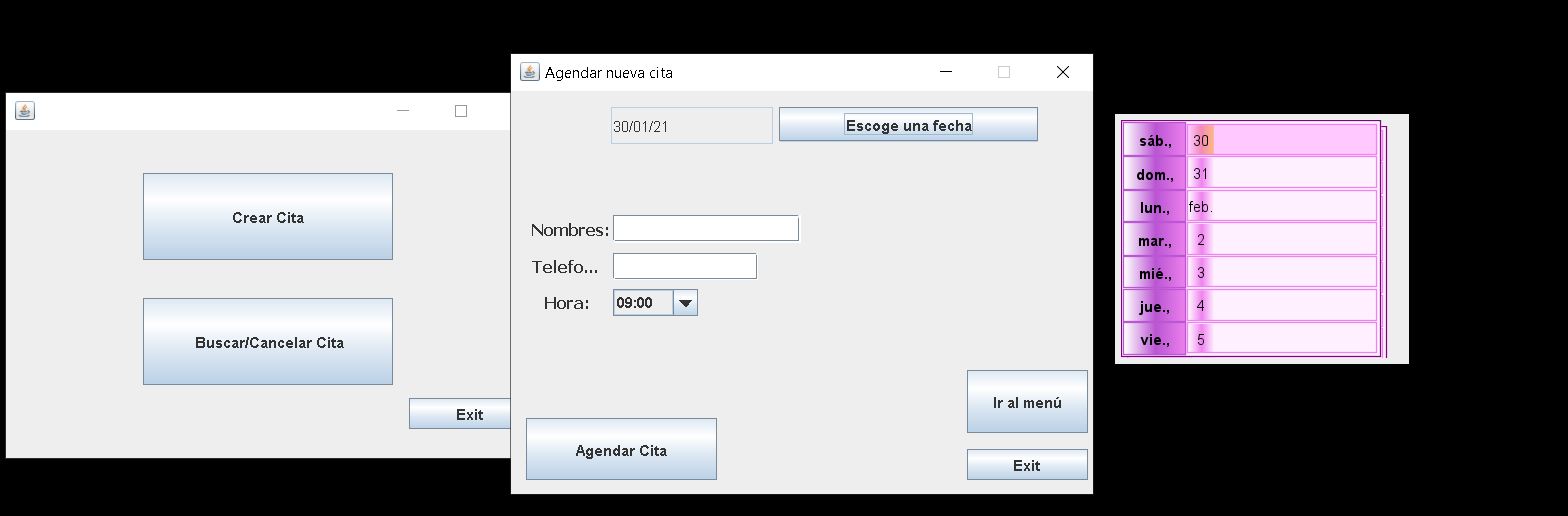 Crear Cita
Buscar/Cancelar Cita
Exit
Agendar nueva cita
30/01/21
Escoge una fecha
Nombres:
Telefo...
Hora:
09:00
Ir al menú
Agendar Cita
Exit
sáb., 30
dom., 31
lun., feb.
mar., 2
mié., 3
jue., 4
vie., 5